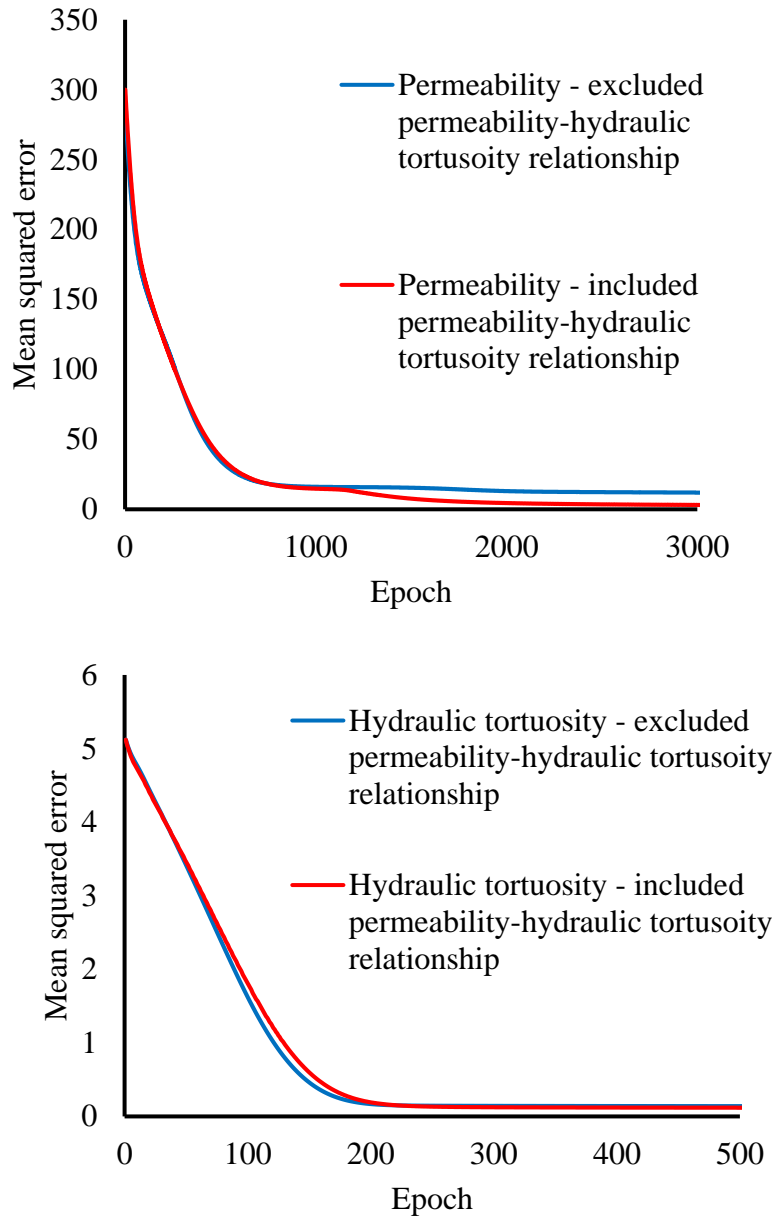 350
300
250
200
150
100
50
0
Mean squared error
Permeability - excluded
permeability-hydraulic
tortusoity relationship
Permeability - included
permeability-hydraulic
tortusoity relationship
0 1000 2000 3000
Epoch
6
5
4
3
2
1
0
Mean squared error
Hydraulic tortuosity - excluded
permeability-hydraulic tortusoity
relationship
Hydraulic tortuosity - included
permeability-hydraulic tortusoity
relationship
0 100 200 300 400 500
Epoch